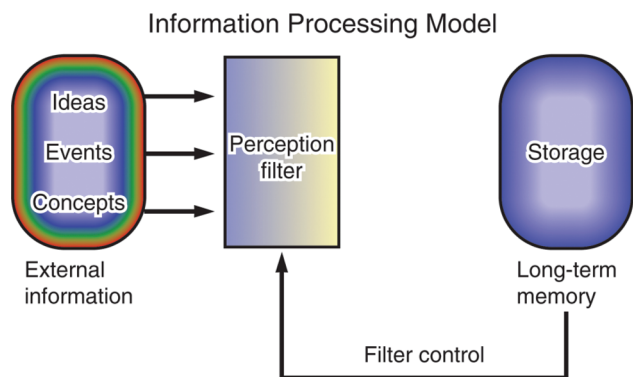 Information Processing Model
Ideas
Events
Concepts
Perception
filter
Storage
External
information
Long-term
memory
Filter control